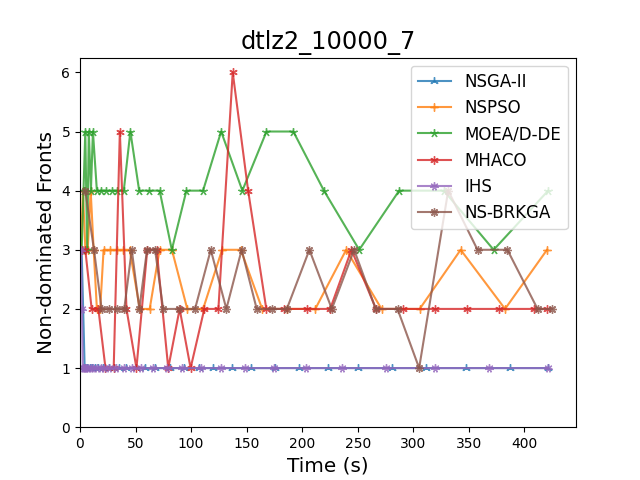 dtlz2_10000_7
Non-dominated Fronts
6
5
4
3
2
1
0
NSGA-II
NSPSO
MOEA/D-DE
MHACO
IHS
NS-BRKGA
0 50 100 150 200 250 300 350 400
Time (s)